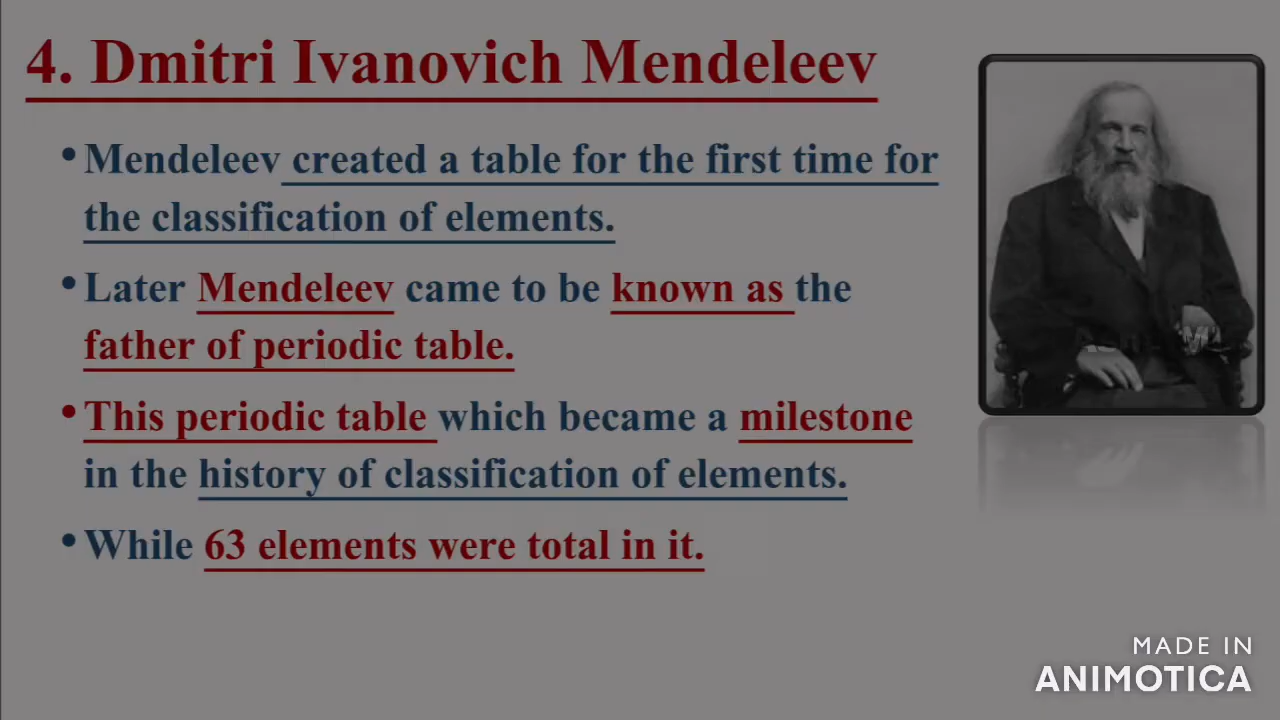 4. Dmitri Ivanovich Mendeleev
•Mendeleev created a table for the first time for
the classification of elements.
•Later Mendeleev came to be known as the
father of periodic table.
•This periodic table which became a milestone
in the history of classification of elements.
•While 63 elements were total in it.
MADE IN
ANIMOTICA